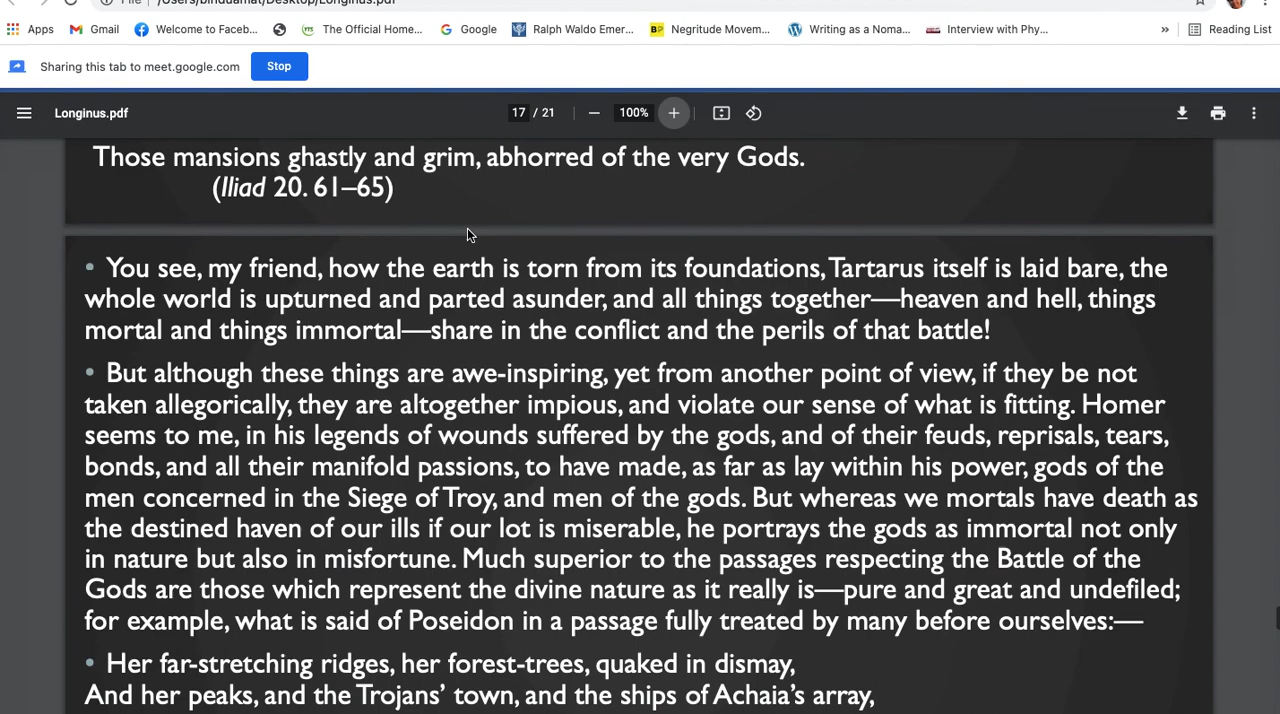 File /Users/binduamat/Desktop/Longinus.pdf
Apps Gmail Welcome to Faceb... The Official Home... Google Ralph Waldo Emer... Negritude Movem... Writing as a Noma... Interview with Phy... » Reading List
Sharing this tab to meet.google.com Stop
Longinus.pdf 17 / 21 100%
Those mansions ghastly and grim, abhorred of the very Gods.
(Iliad 20. 61–65)
• You see, my friend, how the earth is torn from its foundations, Tartarus itself is laid bare, the
whole world is upturned and parted asunder, and all things together—heaven and hell, things
mortal and things immortal—share in the conflict and the perils of that battle!
• But although these things are awe-inspiring, yet from another point of view, if they be not
taken allegorically, they are altogether impious, and violate our sense of what is fitting. Homer
seems to me, in his legends of wounds suffered by the gods, and of their feuds, reprisals, tears,
bonds, and all their manifold passions, to have made, as far as lay within his power, gods of the
men concerned in the Siege of Troy, and men of the gods. But whereas we mortals have death as
the destined haven of our ills if our lot is miserable, he portrays the gods as immortal not only
in nature but also in misfortune. Much superior to the passages respecting the Battle of the
Gods are those which represent the divine nature as it really is—pure and great and undefiled;
for example, what is said of Poseidon in a passage fully treated by many before ourselves:—
• Her far-stretching ridges, her forest-trees, quaked in dismay,
And her peaks, and the Trojans' town, and the ships of Achaia's array,